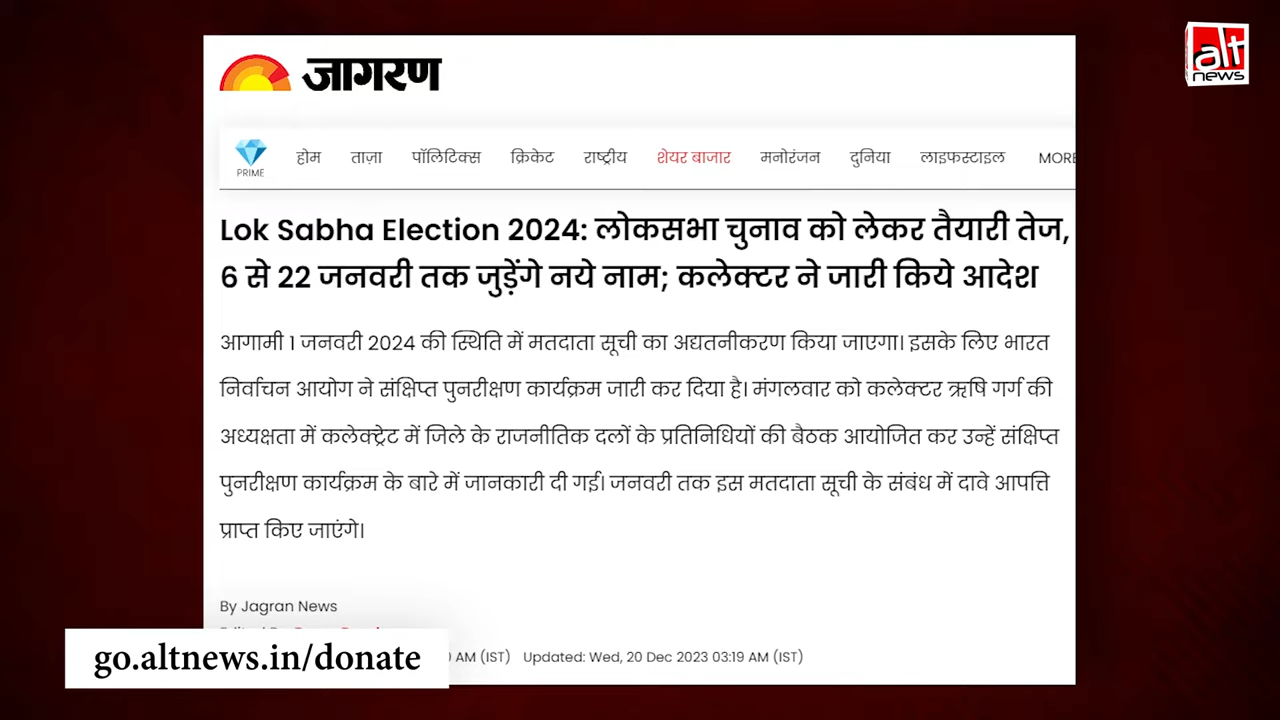 जागरण
alt
news
PRIME
होम ताज़ा पॉलिटिक्स क्रिकेट राष्ट्रीय शेयर बाजार मनोरंजन दुनिया लाइफस्टाइल MORE
Lok Sabha Election 2024: लोकसभा चुनाव को लेकर तैयारी तेज,
6 से 22 जनवरी तक जुड़ेंगे नये नाम; कलेक्टर ने जारी किये आदेश
आगामी 1 जनवरी 2024 की स्थिति में मतदाता सूची का अद्यतनीकरण किया जाएगा। इसके लिए भारत
निर्वाचन आयोग ने संक्षिप्त पुनरीक्षण कार्यक्रम जारी कर दिया है। मंगलवार को कलेक्टर ऋषि गर्ग की
अध्यक्षता में कलेक्ट्रेट में जिले के राजनीतिक दलों के प्रतिनिधियों की बैठक आयोजित कर उन्हें संक्षिप्त
पुनरीक्षण कार्यक्रम के बारे में जानकारी दी गई। जनवरी तक इस मतदाता सूची के संबंध में दावे आपत्ति
प्राप्त किए जाएंगे।
By Jagran News
AM (IST) Updated: Wed, 20 Dec 2023 03:19 AM (IST)
go.altnews.in/donate